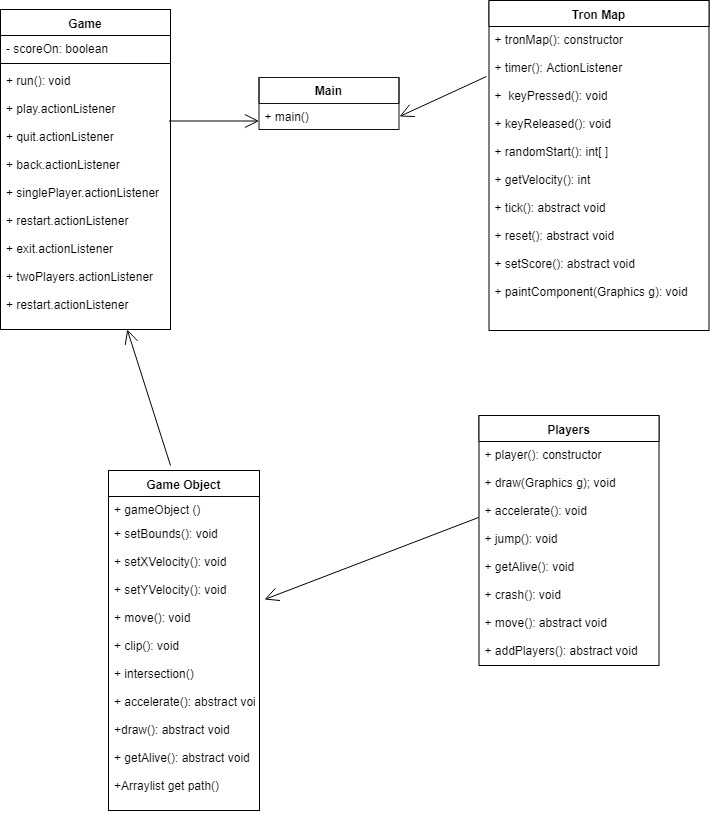 Game
- scoreOn: boolean
+ run(): void
+ play.actionListener
+ quit.actionListener
+ back.actionListener
+ singlePlayer.actionListener
+ restart.actionListener
+ exit.actionListener
+ twoPlayers.actionListener
+ restart.actionListener
Main
+ main()
Tron Map
+ tronMap(): constructor
+ timer(): ActionListener
+ keyPressed(): void
+ keyReleased(): void
+ randomStart(): int[ ]
+ getVelocity(): int
+ tick(): abstract void
+ reset(): abstract void
+ setScore(): abstract void
+ paintComponent(Graphics g): void
Game Object
+ gameObject ()
+ setBounds(): void
+ setXVelocity(): void
+ setYVelocity(): void
+ move(): void
+ clip(): void
+ intersection()
+ accelerate(): abstract voi
+draw(): abstract void
+ getAlive(): abstract void
+Arraylist get path()
Players
+ player(): constructor
+ draw(Graphics g); void
+ accelerate(): void
+ jump(): void
+ getAlive(): void
+ crash(): void
+ move(): abstract void
+ addPlayers(): abstract void